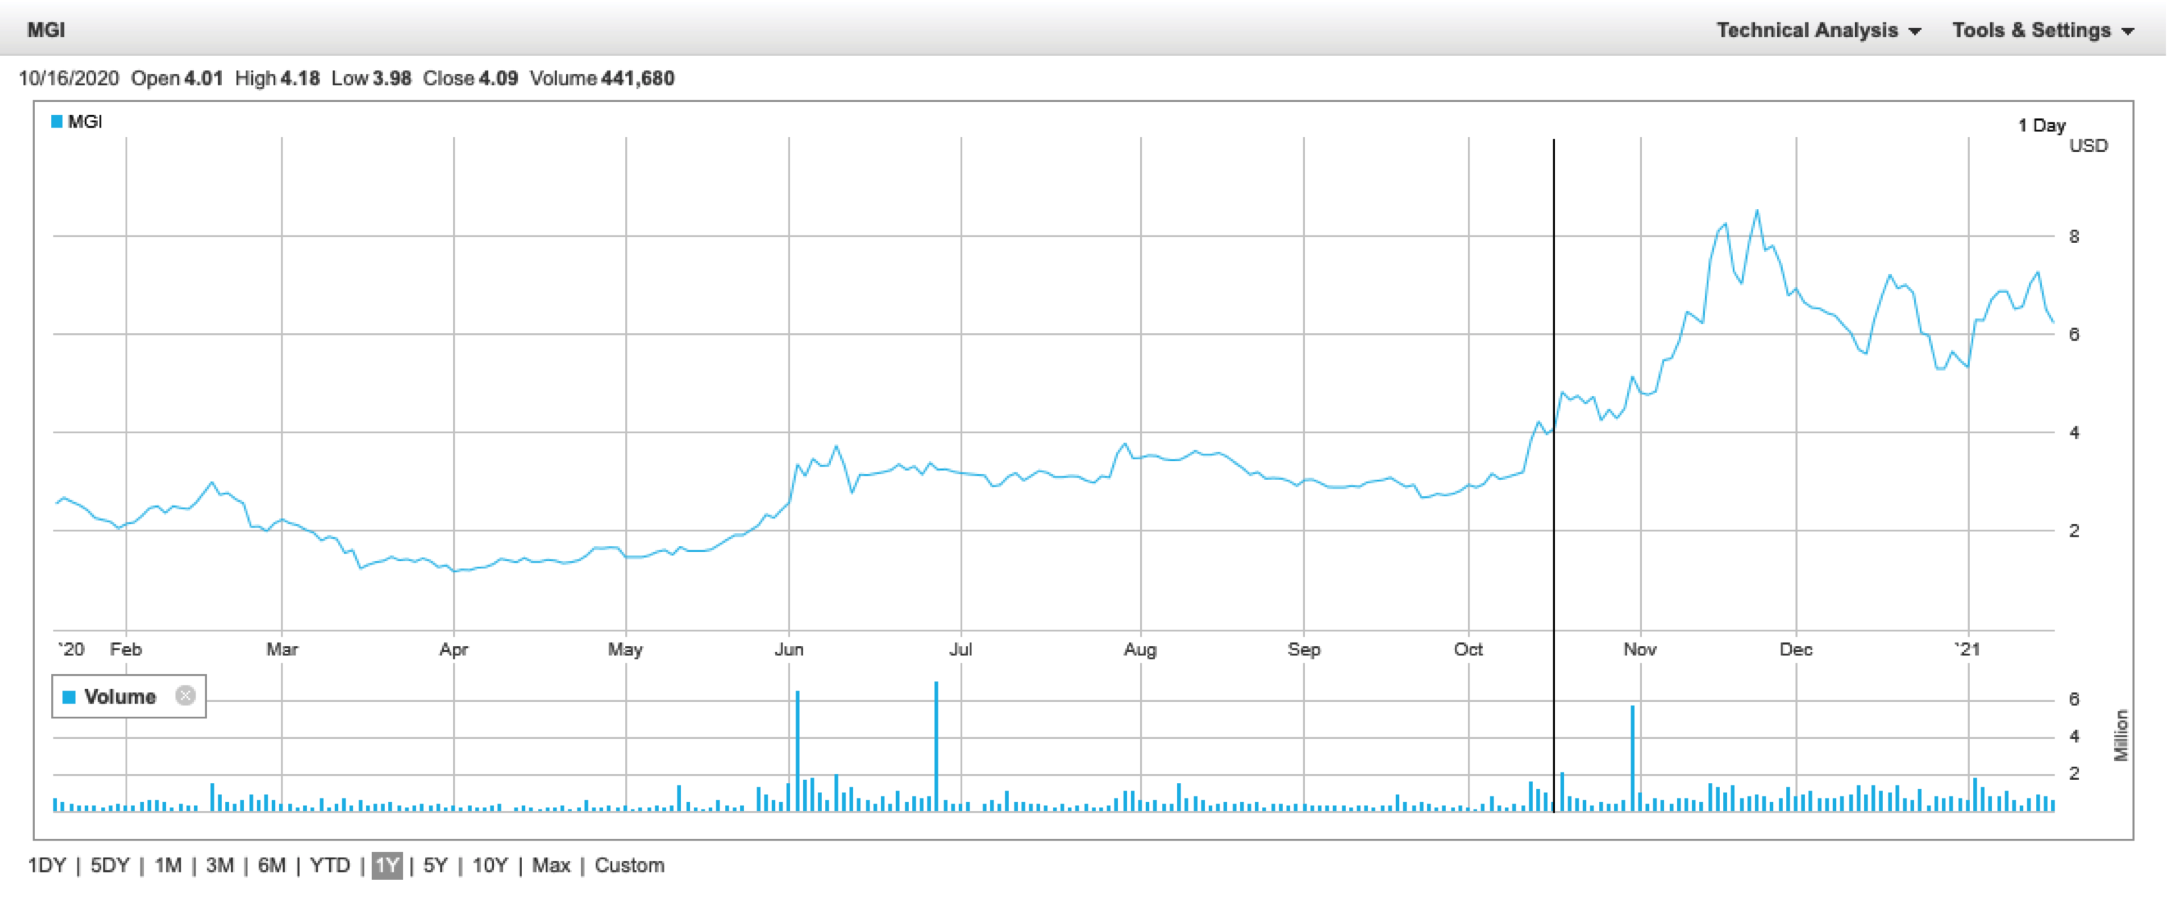 MGI Technical Analysis Tools & Settings
10/16/2020 Open 4.01 High 4.18 Low 3.98 Close 4.09 Volume 441,680
MGI
1 Day
USD
8
6
4
2
`20 Feb Mar Apr May Jun Jul Aug Sep Oct Nov Dec `21
Volume
6
4
2
Million
1DY | 5DY | 1M | 3M | 6M | YTD | 1Y | 5Y | 10Y | Max | Custom